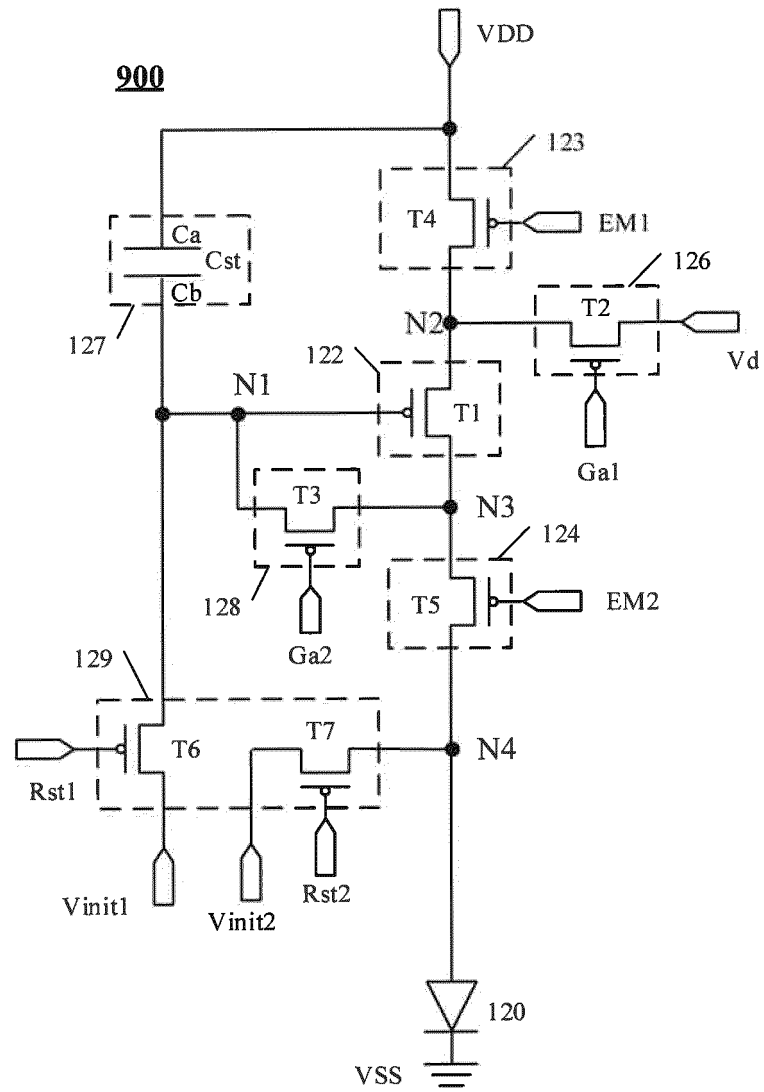 VDD
900
123
T4
EM1
Ca
Cst
Cb
127
126
N2
T2
Vd
122
N1
T1
Ga1
T3
N3
128
124
T5
EM2
Ga2
129
T6
T7
N4
Rst1
Rst2
Vinit1
Vinit2
120
VSS